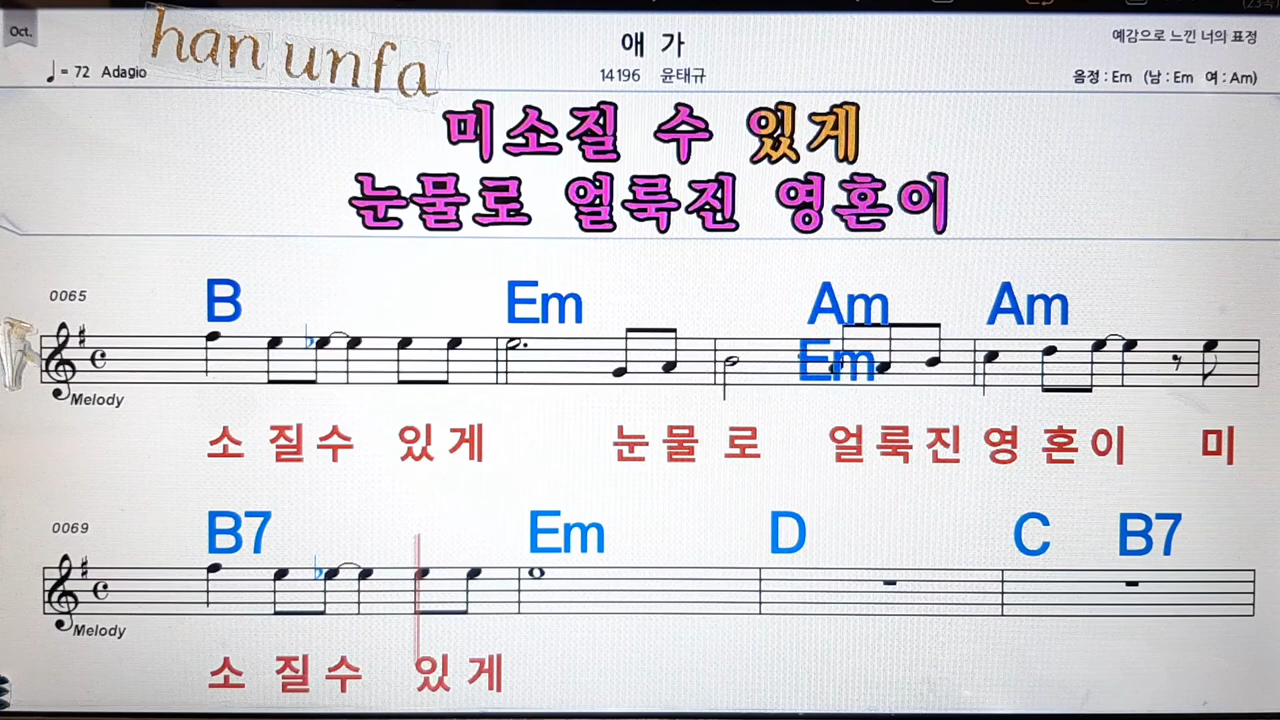 Oct.
han unfa
애 가
예감으로 느낀 너의 표정
= 72 Adagio
14196 윤태규
음정 : Em (남 : Em 여 : Am)
미소질 수 있게
눈물로 얼룩진 영혼이
0065
B Em Am Am
Em
Melody
소 질 수 있 게 눈 물 로 얼 룩 진 영 혼 이 미
0069
B7 Em D C B7
Melody
소 질 수 있 게